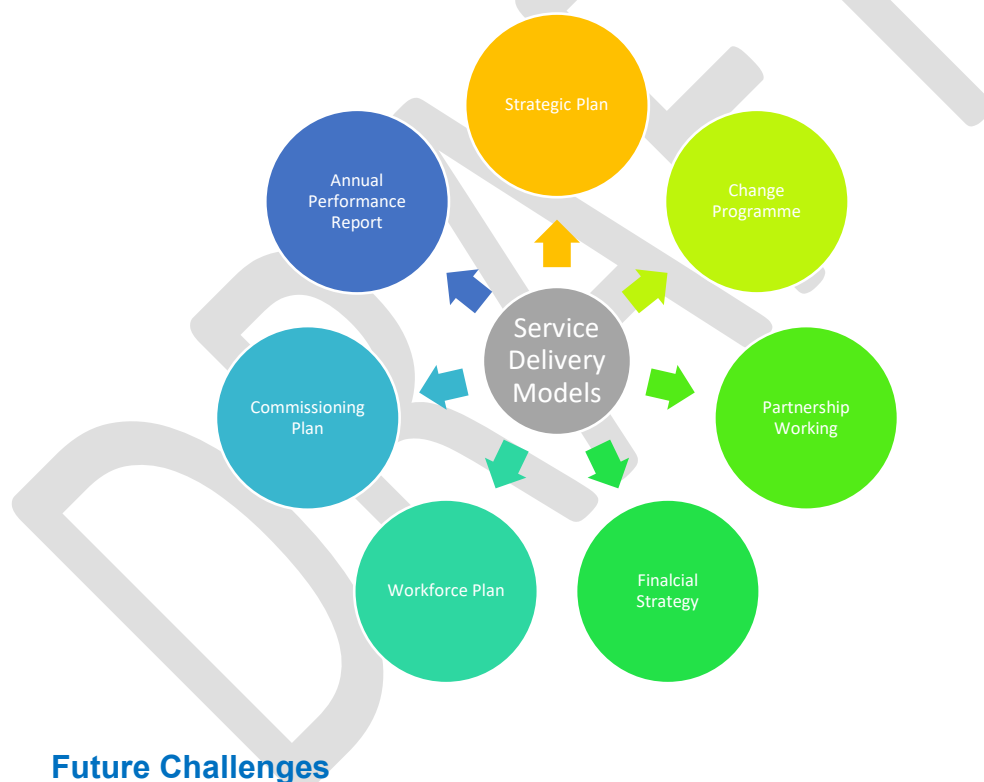 Strategic Plan
Annual
Performance
Report
Change
Programme
Service
Delivery
Models
Commissioning
Plan
Partnership
Working
Workforce Plan
Finalcial
Strategy
Future Challenges